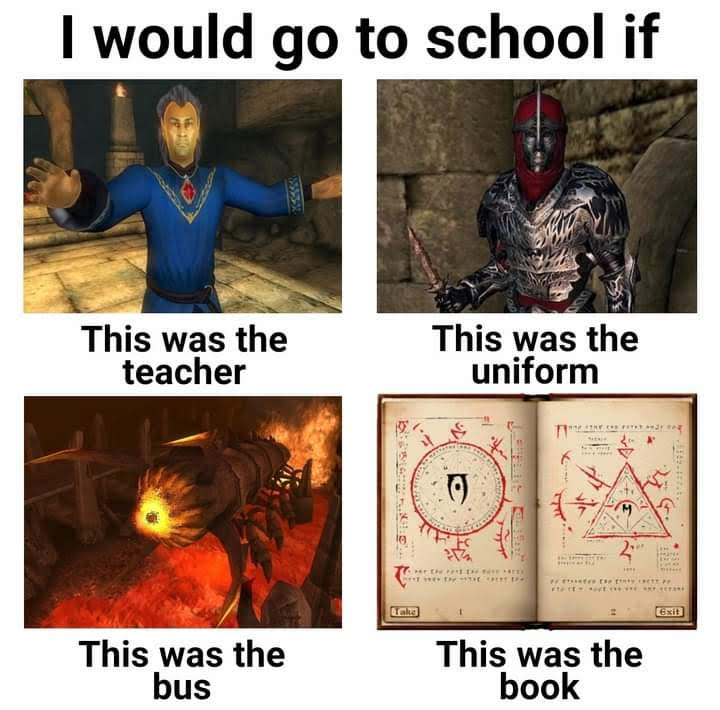 I would go to school if
This was the
teacher
This was the
uniform
This was the
bus
Take
1
2
Exit
This was the
book